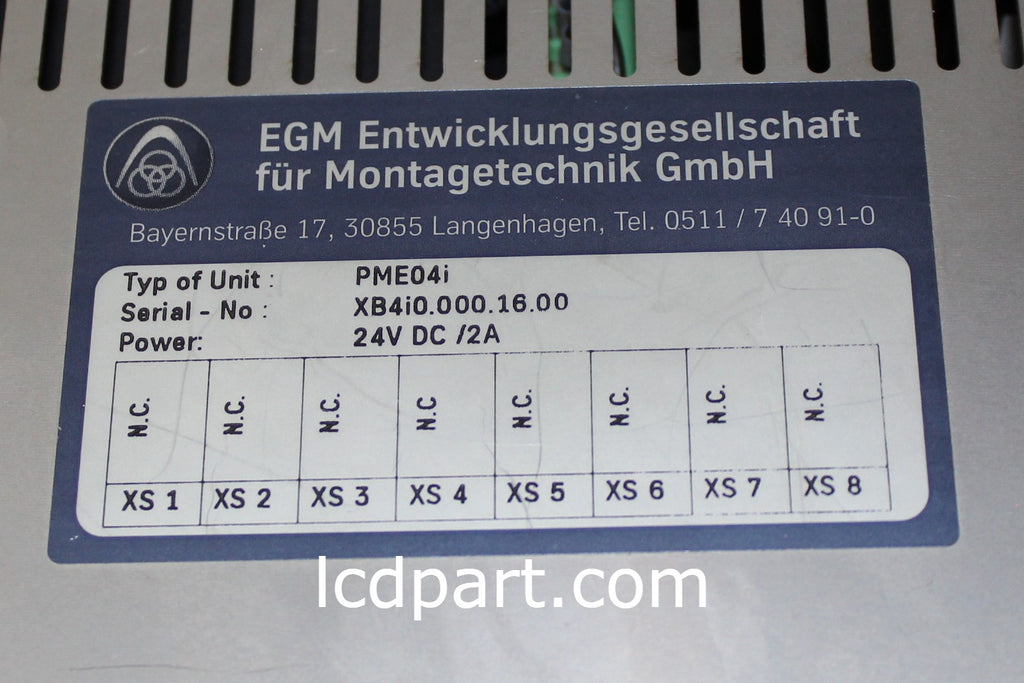 EGM Entwicklungsgesellschaft
für Montagetechnik GmbH
Bayernstraße 17, 30855 Langenhagen, Tel. 0511 / 7 40 91-0
Typ of Unit : PME04i
Serial - No : XB4i0.000.16.00
Power: 24V DC /2A
N.C. N.C. N.C. N.C N.C. N.C. N.C. N.C.
XS 1 XS 2 XS 3 XS 4 XS 5 XS 6 XS 7 XS 8
lcdpart.com